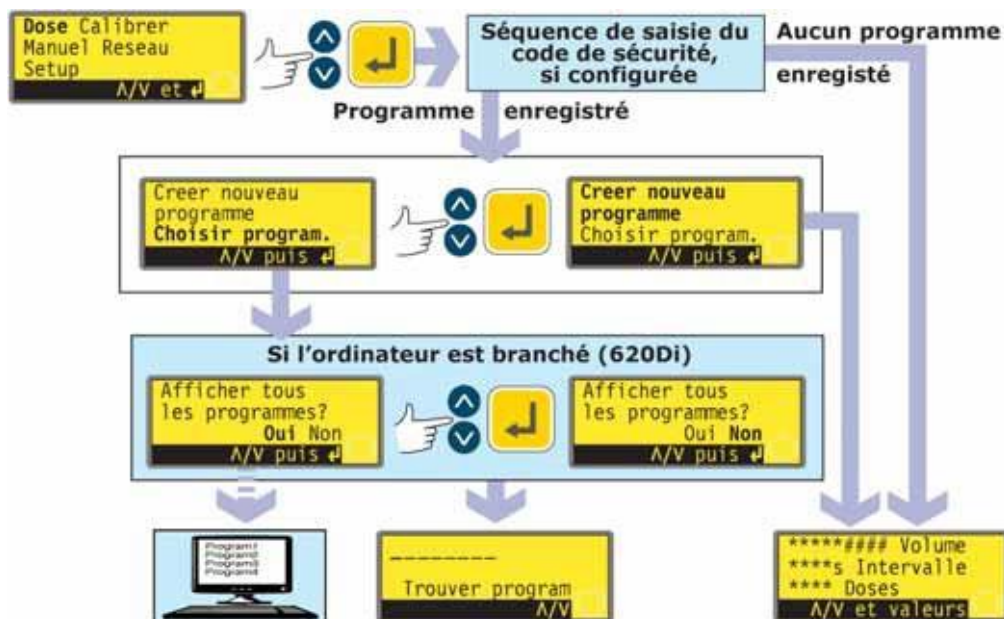 Dose Calibrer
Manuel Reseau
Setup
Λ/V et ↵
Séquence de saisie du
code de sécurité,
si configurée
Aucun programme
enregisté
Programme enregistré
Creer nouveau
programme
Choisir program.
Λ/V puis ↵
Creer nouveau
programme
Choisir program.
Λ/V puis ↵
Si l'ordinateur est branché (620Di)
Afficher tous
les programmes?
Oui Non
Λ/V puis ↵
Afficher tous
les programmes?
Oui Non
Λ/V puis ↵
Program1
Program2
Program3
Program4
--------
Trouver program
Λ/V
*****#### Volume
****s Intervalle
**** Doses
Λ/V et valeurs